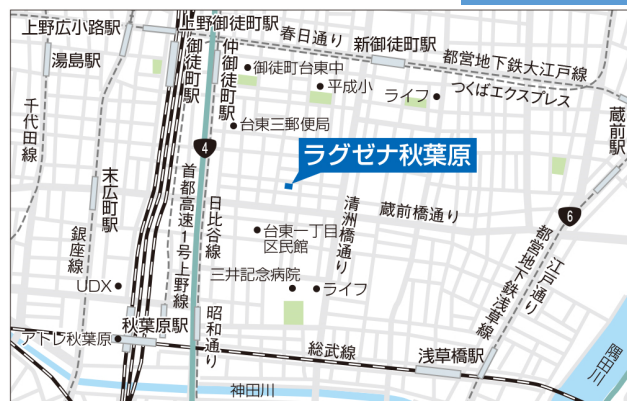 上野広小路駅
上野御徒町駅
春日通り
新御徒町駅
都営地下鉄大江戸線
つくばエクスプレス
湯島駅
御徒町駅
仲御徒町駅
御徒町台東中
平成小
ライフ
蔵前駅
千代田線
台東三郵便局
4
ラグゼナ秋葉原
末広町駅
首都高速1号上野線
日比谷線
清洲橋通り
蔵前橋通り
6
銀座線
台東一丁目
区民館
江戸通り
都営地下鉄浅草線
三井記念病院
ライフ
UDX
秋葉原駅
昭和通り
アトレ秋葉原
総武線
浅草橋駅
隅田川
神田川